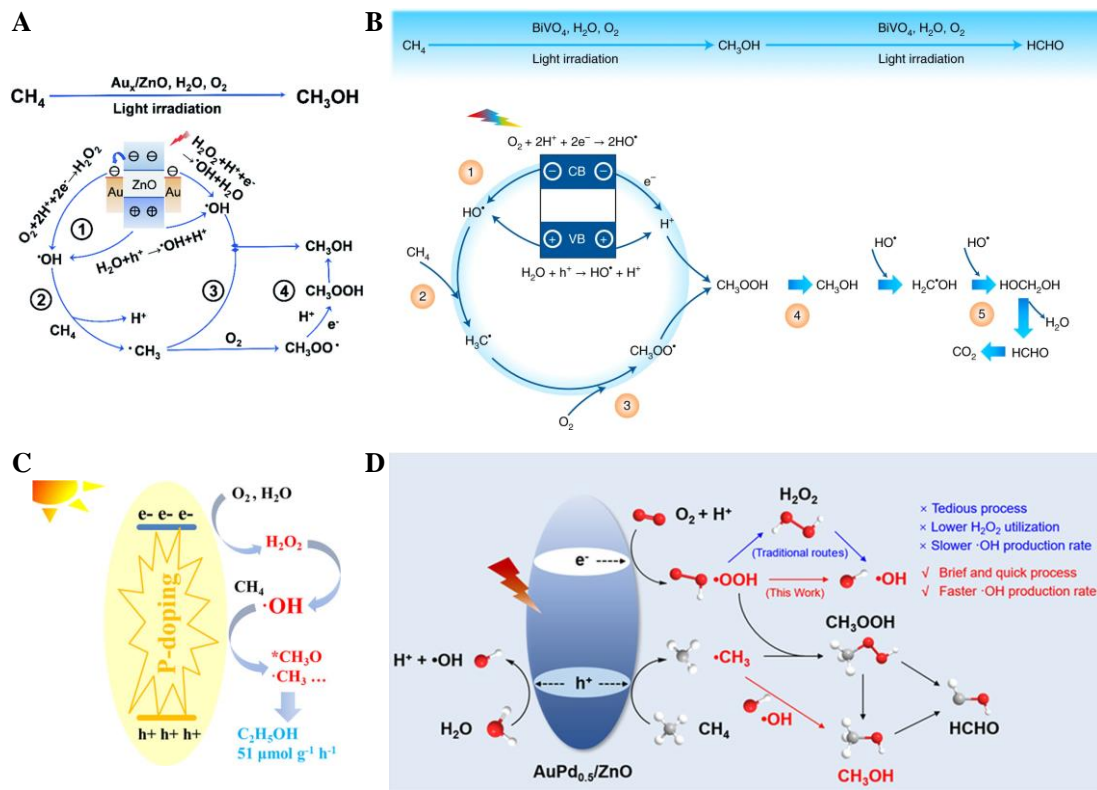 A
Auₓ/ZnO, H₂O, O₂
CH₄
CH₃OH
Light irradiation
O₂+2H⁺+2e⁻→H₂O₂
H₂O₂+H⁺+e⁻
→·OH+H₂O
⊖ ⊖
⊖
⊖
Au
ZnO
Au
⊕ ⊕
·OH
①
H₂O+h⁺ →·OH+H⁺
·OH
CH₃OH
②
③
④
CH₃OOH
CH₄
H⁺
H⁺
e⁻
·CH₃
O₂
CH₃OO·
B
BiVO₄, H₂O, O₂
BiVO₄, H₂O, O₂
CH₄
CH₃OH
HCHO
Light irradiation
Light irradiation
O₂ + 2H⁺ + 2e⁻ → 2HO•
1
− CB −
e⁻
HO•
H⁺
+ VB +
H₂O + h⁺ → HO• + H⁺
CH₄
2
H₃C•
CH₃OO•
O₂
3
HO•
HO•
CH₃OOH
CH₃OH
H₂C•OH
HOCH₂OH
4
5
H₂O
CO₂
HCHO
C
O₂, H₂O
e- e- e-
H₂O₂
CH₄
·OH
P-doping
*CH₃O
·CH₃ ...
h+ h+ h+
C₂H₅OH
51 μmol g⁻¹ h⁻¹
D
H₂O₂
O₂ + H⁺
× Tedious process
× Lower H₂O₂ utilization
× Slower ·OH production rate
(Traditional routes)
e⁻
•OOH
(This Work)
•OH
√ Brief and quick process
√ Faster ·OH production rate
CH₃OOH
H⁺ + •OH
•CH₃
h⁺
H₂O
CH₄
•OH
HCHO
AuPd₀.₅/ZnO
CH₃OH